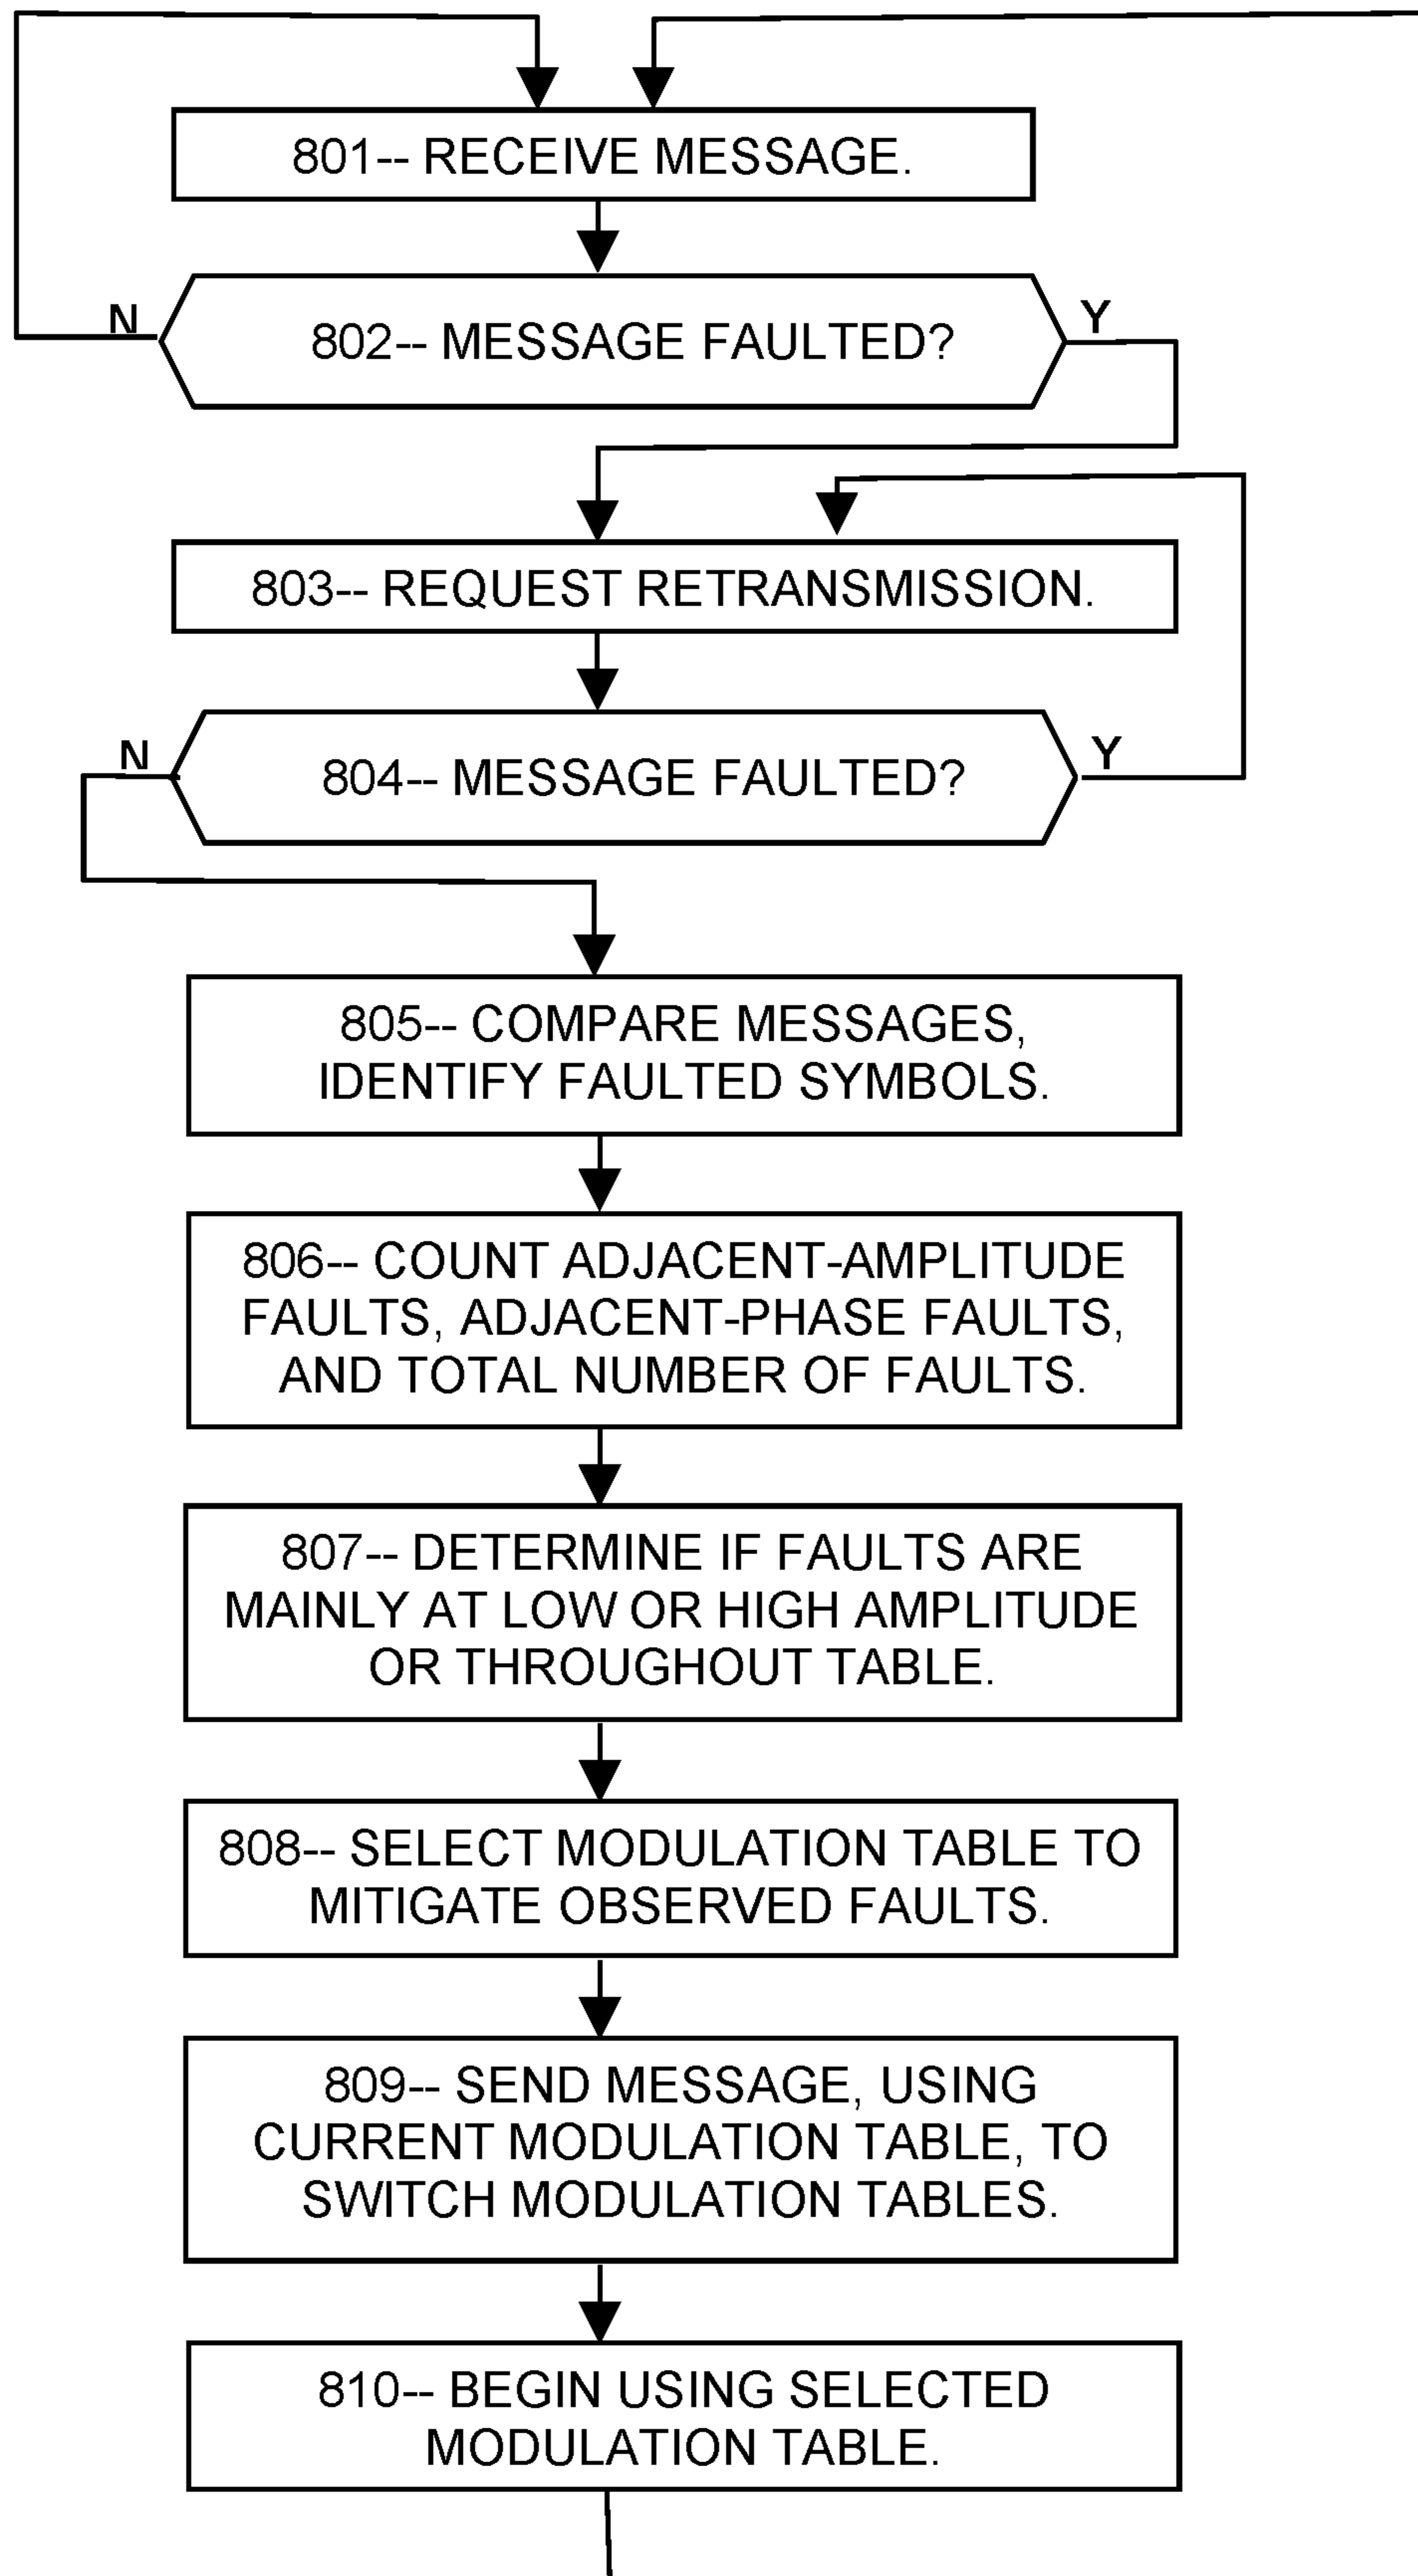 801-- RECEIVE MESSAGE.
N
Y
802-- MESSAGE FAULTED?
803-- REQUEST RETRANSMISSION.
N
Y
804-- MESSAGE FAULTED?
805-- COMPARE MESSAGES,
IDENTIFY FAULTED SYMBOLS.
806-- COUNT ADJACENT-AMPLITUDE
FAULTS, ADJACENT-PHASE FAULTS,
AND TOTAL NUMBER OF FAULTS.
807-- DETERMINE IF FAULTS ARE
MAINLY AT LOW OR HIGH AMPLITUDE
OR THROUGHOUT TABLE.
808-- SELECT MODULATION TABLE TO
MITIGATE OBSERVED FAULTS.
809-- SEND MESSAGE, USING
CURRENT MODULATION TABLE, TO
SWITCH MODULATION TABLES.
810-- BEGIN USING SELECTED
MODULATION TABLE.